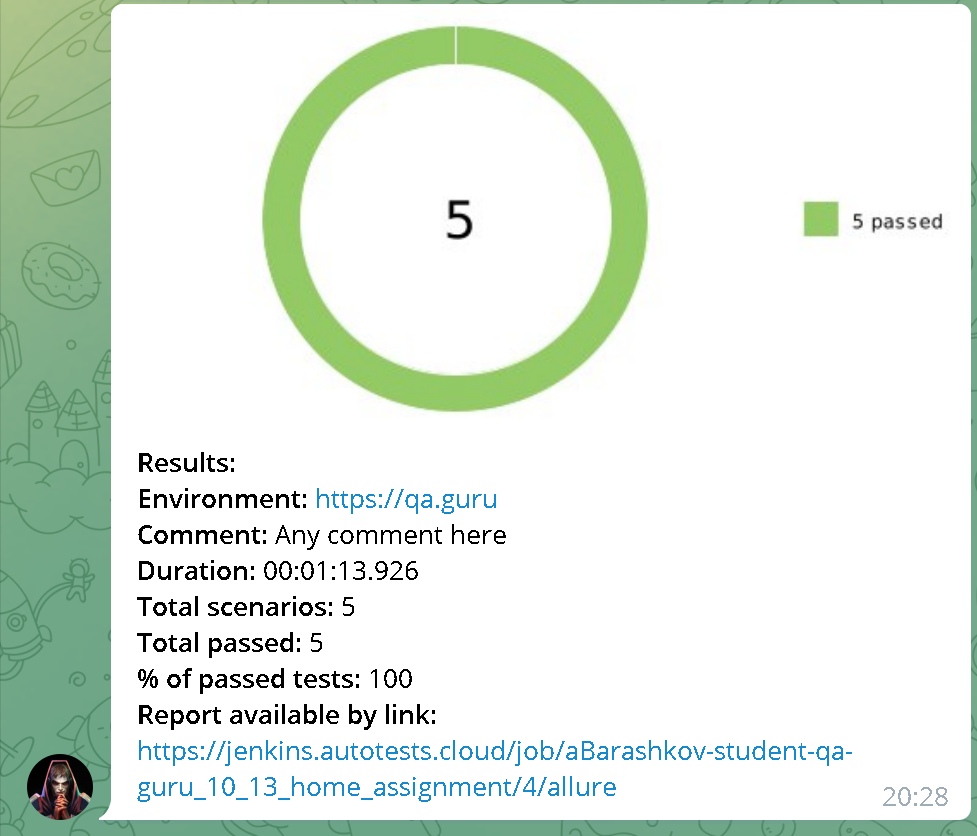 5
5 passed
Results:
Environment: https://qa.guru
Comment: Any comment here
Duration: 00:01:13.926
Total scenarios: 5
Total passed: 5
% of passed tests: 100
Report available by link:
https://jenkins.autotests.cloud/job/aBarashkov-student-qa-
guru_10_13_home_assignment/4/allure
20:28